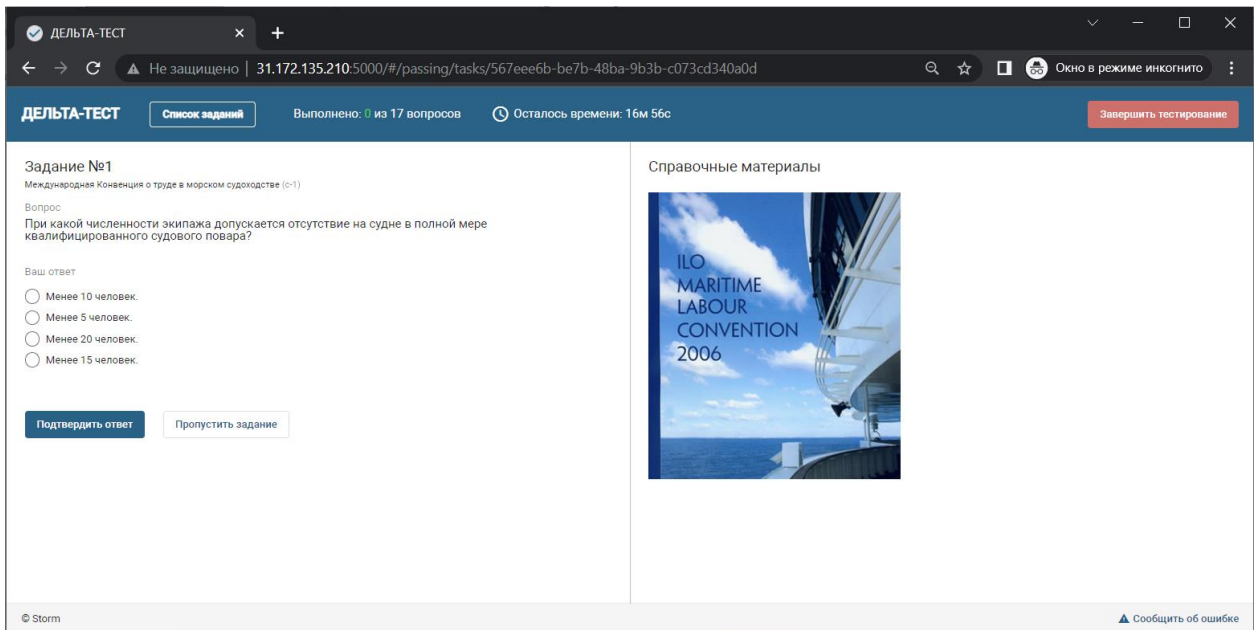 ДЕЛЬТА-ТЕСТ
Не защищено | 31.172.135.210:5000/#/passing/tasks/567eee6b-be7b-48ba-9b3b-c073cd340a0d
Окно в режиме инкогнито
ДЕЛЬТА-ТЕСТ
Список заданий
Выполнено: 0 из 17 вопросов
Осталось времени: 16м 56с
Завершить тестирование
Задание №1
Международная Конвенция о труде в морском судоходстве (c-1)
Вопрос
При какой численности экипажа допускается отсутствие на судне в полной мере
квалифицированного судового повара?
Ваш ответ
Менее 10 человек.
Менее 5 человек.
Менее 20 человек.
Менее 15 человек.
Подтвердить ответ
Пропустить задание
Справочные материалы
ILO
MARITIME
LABOUR
CONVENTION
2006
© Storm
Сообщить об ошибке